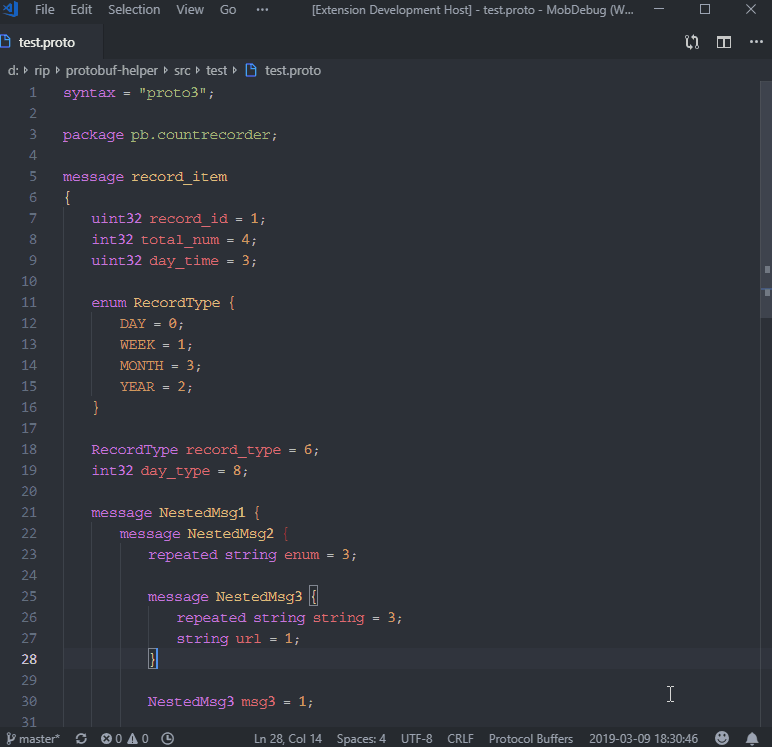 File Edit Selection View Go ··· [Extension Development Host] - test.proto - MobDebug (W...
test.proto
d: › rip › protobuf-helper › src › test › test.proto
1 syntax = "proto3";
2
3 package pb.countrecorder;
4
5 message record_item
6 {
7 uint32 record_id = 1;
8 int32 total_num = 4;
9 uint32 day_time = 3;
10
11 enum RecordType {
12 DAY = 0;
13 WEEK = 1;
14 MONTH = 3;
15 YEAR = 2;
16 }
17
18 RecordType record_type = 6;
19 int32 day_type = 8;
20
21 message NestedMsg1 {
22 message NestedMsg2 {
23 repeated string enum = 3;
24
25 message NestedMsg3 {
26 repeated string string = 3;
27 string url = 1;
28 }
29
30 NestedMsg3 msg3 = 1;
31
master* 0 0 Ln 28, Col 14 Spaces: 4 UTF-8 CRLF Protocol Buffers 2019-03-09 18:30:46